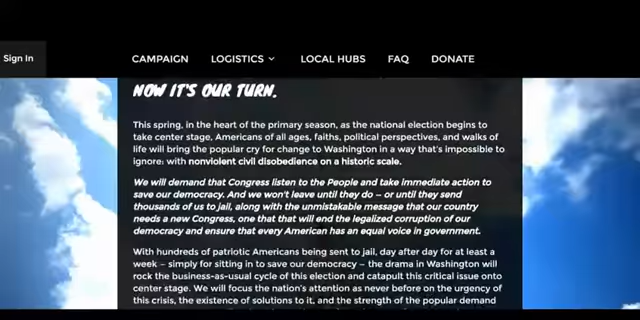 Sign In
CAMPAIGN LOGISTICS LOCAL HUBS FAQ DONATE
NOW IT'S OUR TURN.
This spring, in the heart of the primary season, as the national election begins to
take center stage, Americans of all ages, faiths, political perspectives, and walks of
life will bring the popular cry for change to Washington in a way that's impossible to
ignore: with nonviolent civil disobedience on a historic scale.
We will demand that Congress listen to the People and take immediate action to
save our democracy. And we won't leave until they do – or until they send
thousands of us to jail, along with the unmistakable message that our country
needs a new Congress, one that that will end the legalized corruption of our
democracy and ensure that every American has an equal voice in government.
With hundreds of patriotic Americans being sent to jail, day after day for at least a
week – simply for sitting in to save our democracy – the drama in Washington will
rock the business-as-usual cycle of this election and catapult this critical issue onto
center stage. We will focus the nation's attention as never before on the urgency of
this crisis, the existence of solutions to it, and the strength of the popular demand